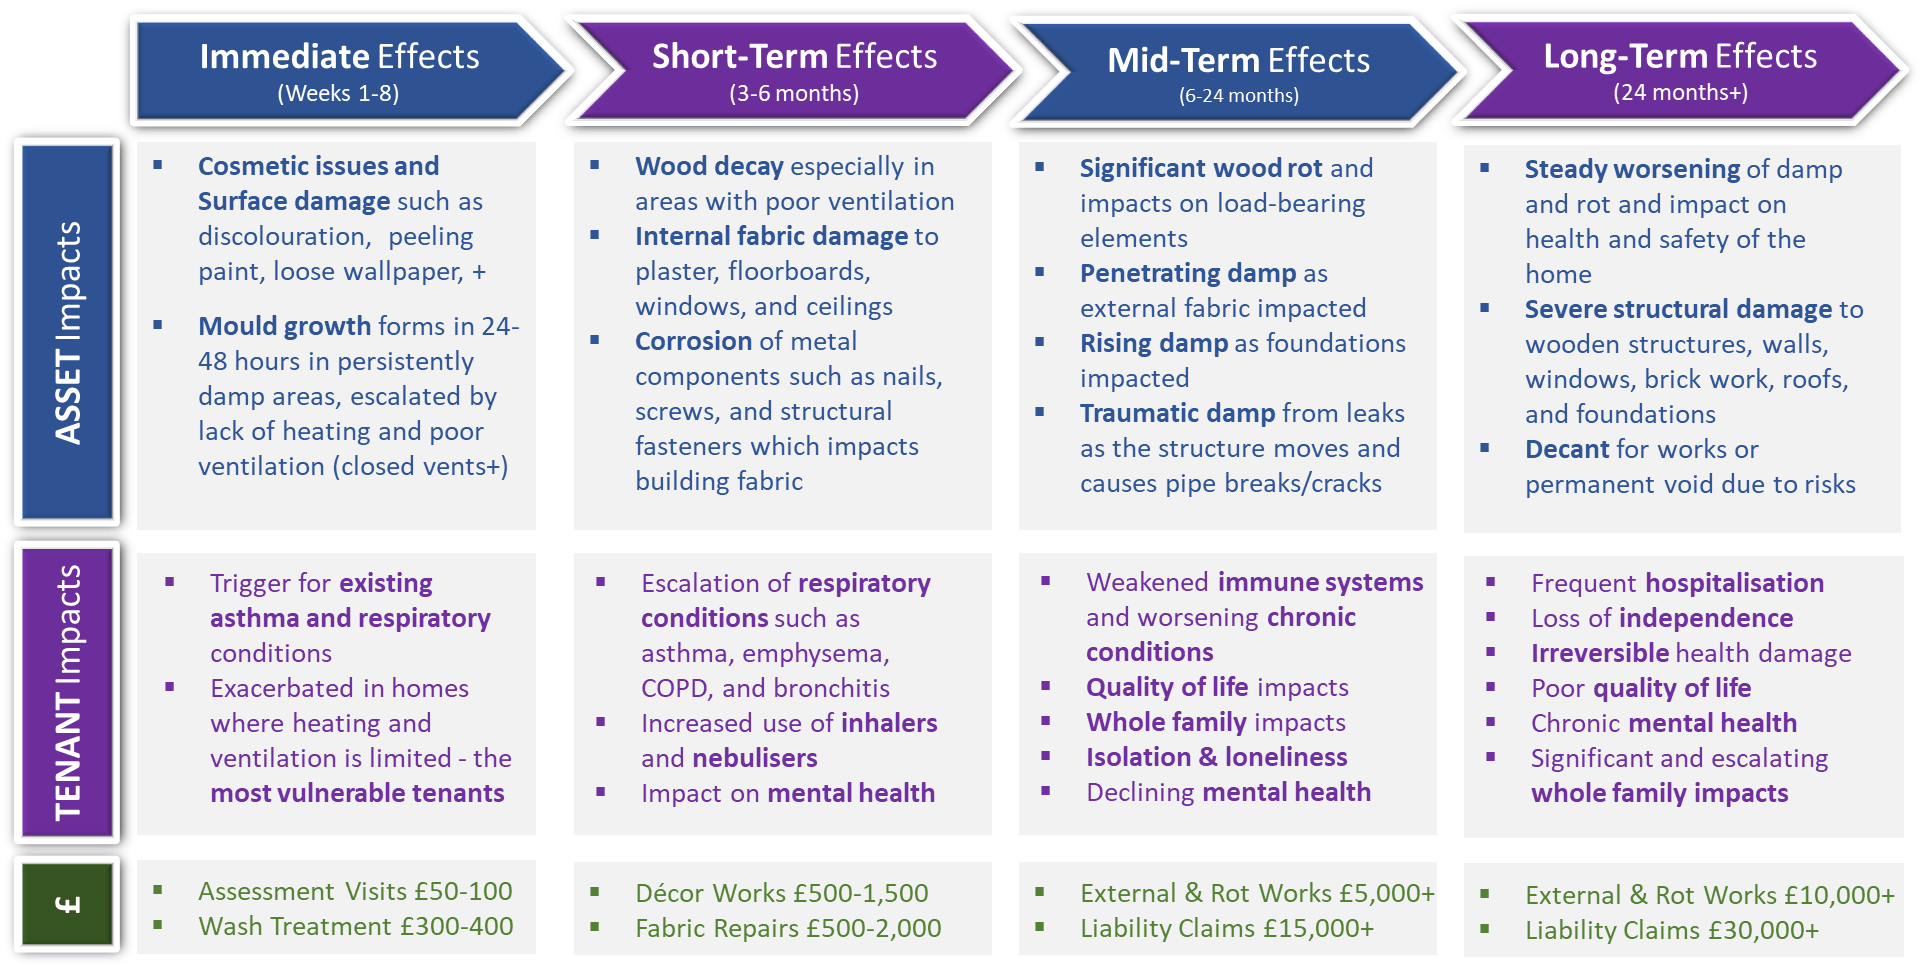 Immediate Effects
(Weeks 1-8)
Short-Term Effects
(3-6 months)
Mid-Term Effects
(6-24 months)
Long-Term Effects
(24 months+)
ASSET Impacts
▪ Cosmetic issues and
Surface damage such as
discolouration, peeling
paint, loose wallpaper, +
▪ Mould growth forms in 24-
48 hours in persistently
damp areas, escalated by
lack of heating and poor
ventilation (closed vents+)
▪ Wood decay especially in
areas with poor ventilation
▪ Internal fabric damage to
plaster, floorboards,
windows, and ceilings
▪ Corrosion of metal
components such as nails,
screws, and structural
fasteners which impacts
building fabric
▪ Significant wood rot and
impacts on load-bearing
elements
▪ Penetrating damp as
external fabric impacted
▪ Rising damp as foundations
impacted
▪ Traumatic damp from leaks
as the structure moves and
causes pipe breaks/cracks
▪ Steady worsening of damp
and rot and impact on
health and safety of the
home
▪ Severe structural damage to
wooden structures, walls,
windows, brick work, roofs,
and foundations
▪ Decant for works or
permanent void due to risks
TENANT Impacts
▪ Trigger for existing
asthma and respiratory
conditions
▪ Exacerbated in homes
where heating and
ventilation is limited - the
most vulnerable tenants
▪ Escalation of respiratory
conditions such as
asthma, emphysema,
COPD, and bronchitis
▪ Increased use of inhalers
and nebulisers
▪ Impact on mental health
▪ Weakened immune systems
and worsening chronic
conditions
▪ Quality of life impacts
▪ Whole family impacts
▪ Isolation & loneliness
▪ Declining mental health
▪ Frequent hospitalisation
▪ Loss of independence
▪ Irreversible health damage
▪ Poor quality of life
▪ Chronic mental health
▪ Significant and escalating
whole family impacts
£
▪ Assessment Visits £50-100
▪ Wash Treatment £300-400
▪ Décor Works £500-1,500
▪ Fabric Repairs £500-2,000
▪ External & Rot Works £5,000+
▪ Liability Claims £15,000+
▪ External & Rot Works £10,000+
▪ Liability Claims £30,000+